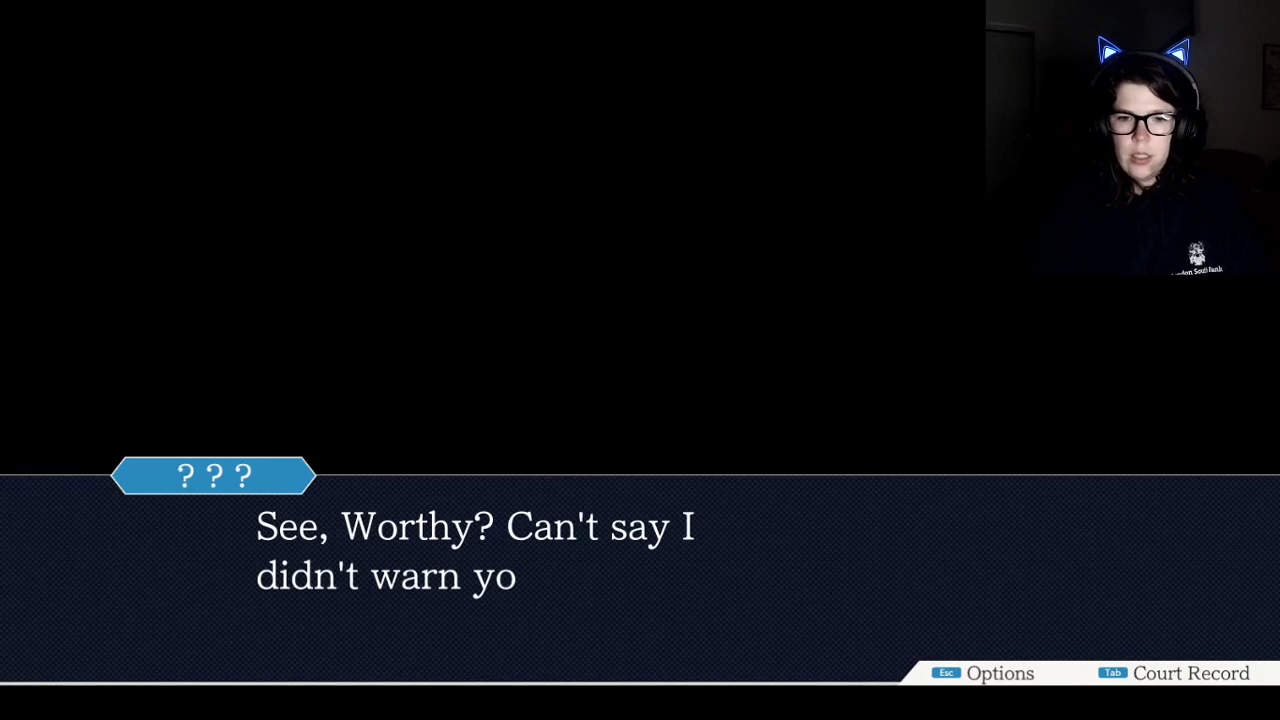 ? ? ?
See, Worthy? Can't say I
didn't warn yo
Esc Options
Tab Court Record